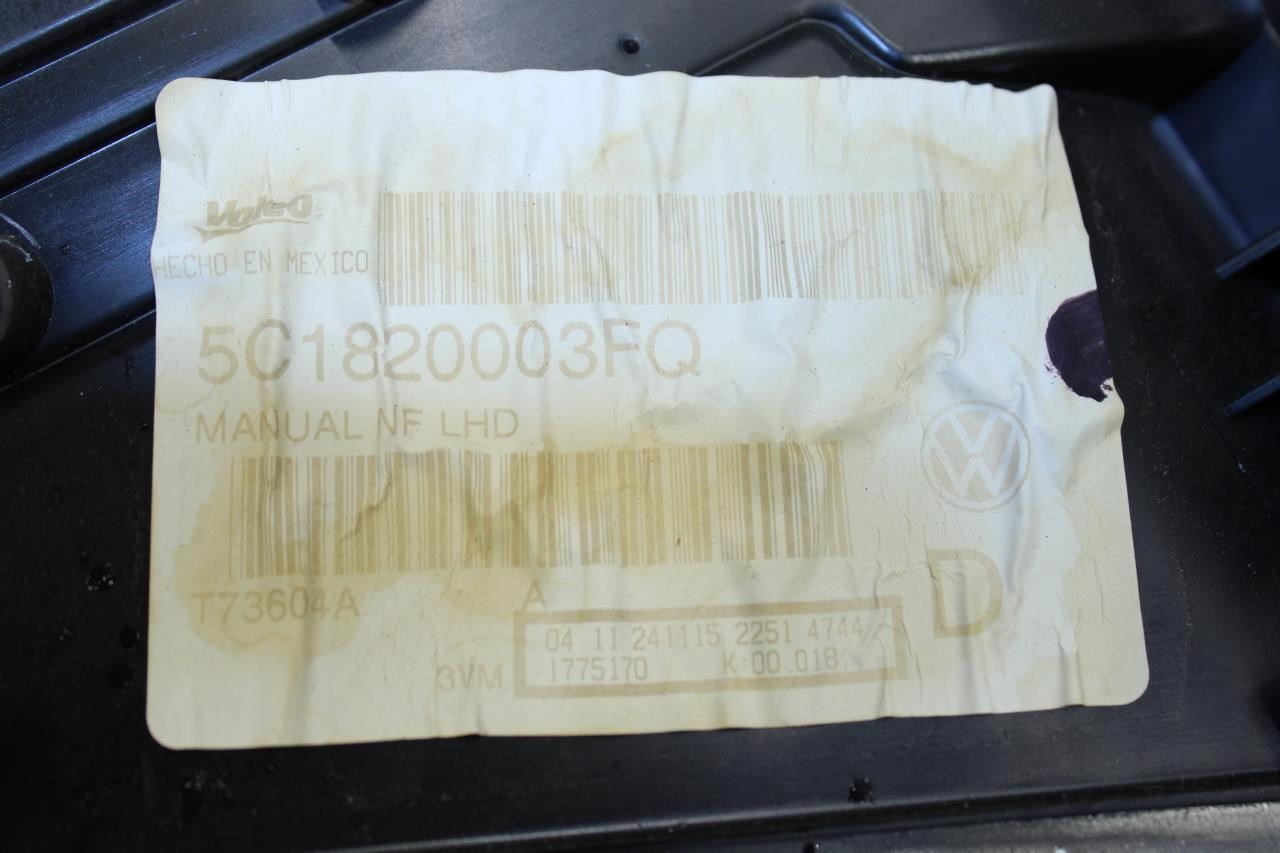 Valeo
HECHO EN MEXICO
5C1820003FQ
MANUAL NF LHD
T73604A
A
D
04 11 241115 2251 4744
1775170 K:00.018.
3VM